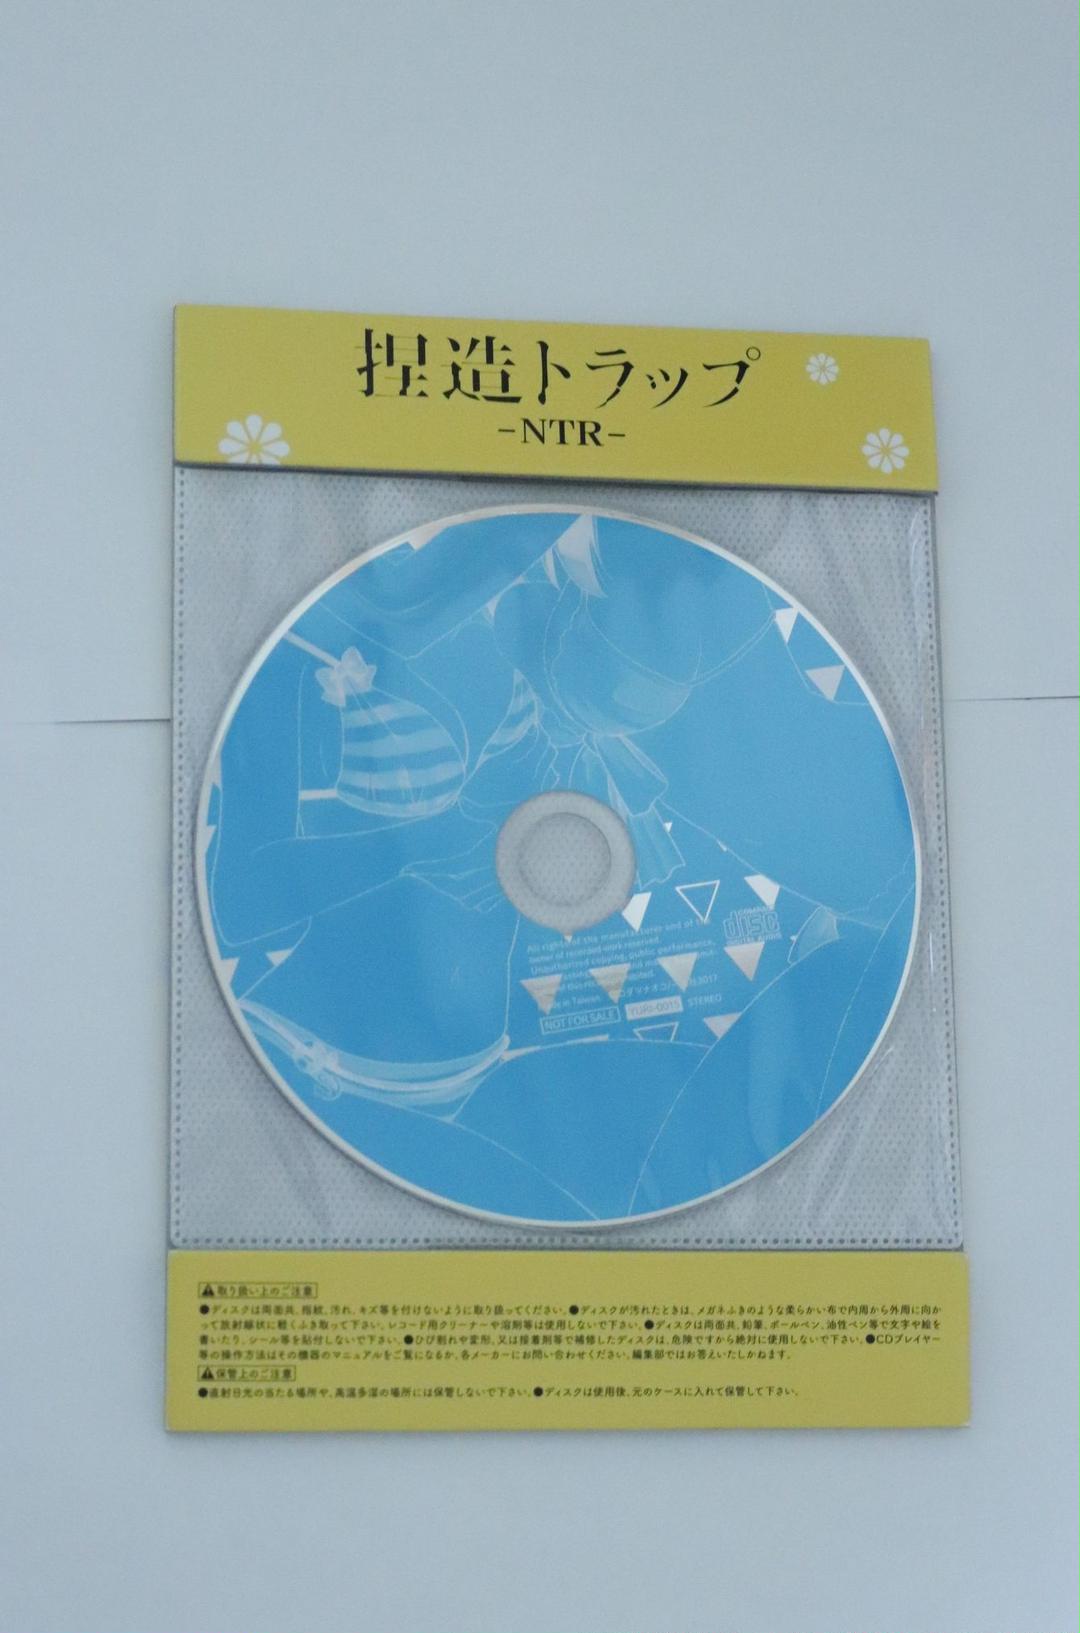 捏造トラップ
-NTR-
All rights of the manufacturer and of the
owner of recorded work reserved.
Unauthorized copying, public performance,
in Taiwan
2017
NOT FOR SALE YURI-0015 STEREO
COMPACT
disc
DIGITAL AUDIO
取り扱い上のご注意
●ディスクは両面共、指紋、汚れ、キズ等を付けないように取り扱ってください。●ディスクが汚れたときは、メガネふきのような柔らかい布で内周から外周に向か
って放射線状に軽くふき取って下さい。レコード用クリーナーや溶剤等は使用しないで下さい。●ディスクは両面共、鉛筆、ボールペン、油性ペン等で文字や絵を
書いたり、シール等を貼付しないで下さい。●ひび割れや変形、又は接着剤等で補修したディスクは、危険ですから絶対に使用しないで下さい。●CDプレイヤー
等の操作方法はその機器のマニュアルをご覧になるか、各メーカーにお問い合わせください。編集部ではお答えいたしかねます。
保管上のご注意
●直射日光の当たる場所や、高温多湿の場所には保管しないで下さい。●ディスクは使用後、元のケースに入れて保管して下さい。